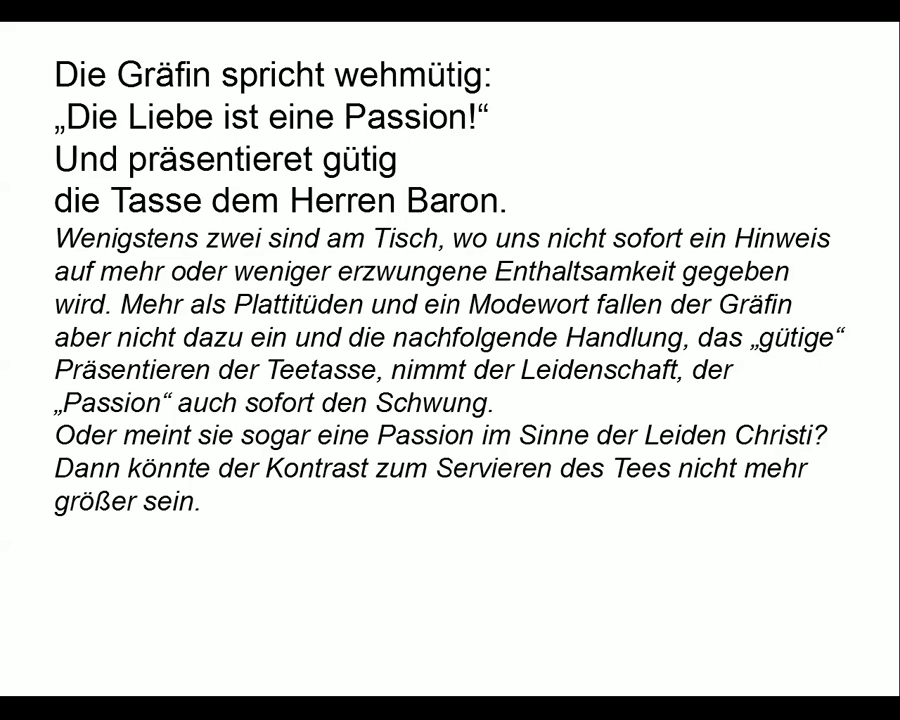 Die Gräfin spricht wehmütig:
„Die Liebe ist eine Passion!“
Und präsentieret gütig
die Tasse dem Herren Baron.
Wenigstens zwei sind am Tisch, wo uns nicht sofort ein Hinweis
auf mehr oder weniger erzwungene Enthaltsamkeit gegeben
wird. Mehr als Plattitüden und ein Modewort fallen der Gräfin
aber nicht dazu ein und die nachfolgende Handlung, das „gütige“
Präsentieren der Teetasse, nimmt der Leidenschaft, der
„Passion“ auch sofort den Schwung.
Oder meint sie sogar eine Passion im Sinne der Leiden Christi?
Dann könnte der Kontrast zum Servieren des Tees nicht mehr
größer sein.